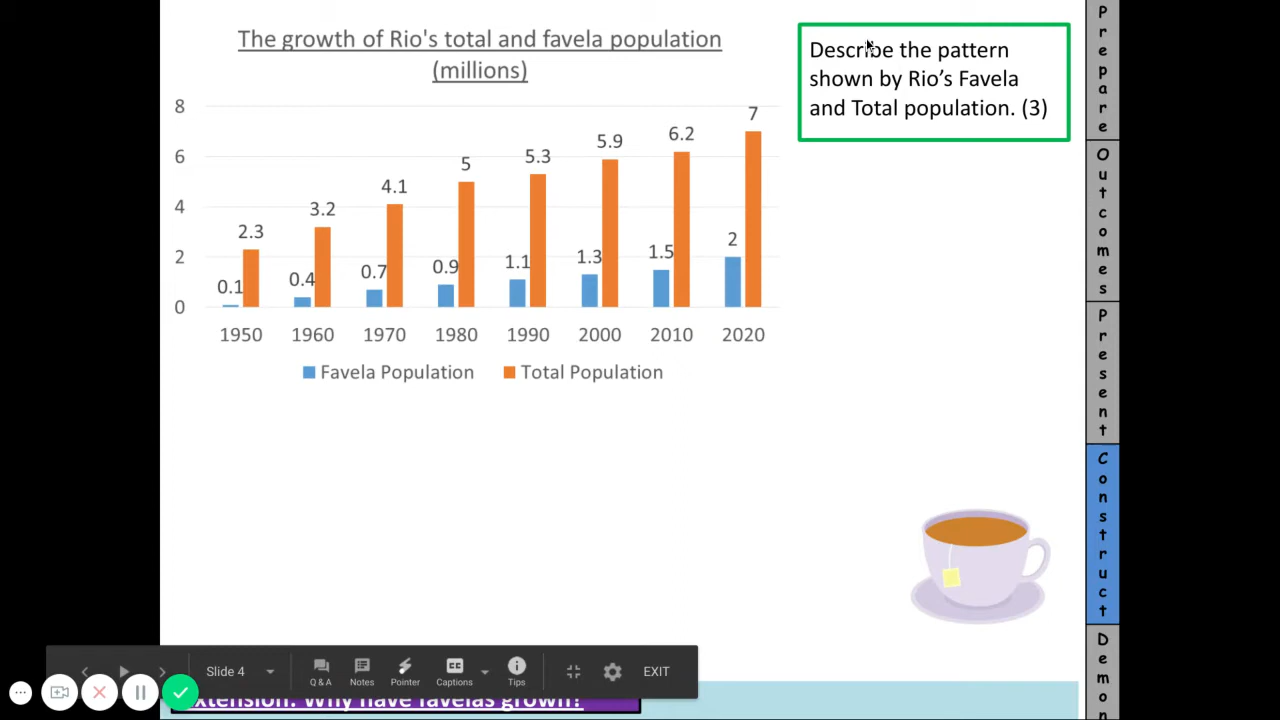 The growth of Rio's total and favela population
(millions)
8
6
4
2
0
0.1
2.3
0.4
3.2
0.7
4.1
0.9
5
1.1
5.3
1.3
5.9
1.5
6.2
2
7
1950 1960 1970 1980 1990 2000 2010 2020
Favela Population Total Population
Describe the pattern
shown by Rio's Favela
and Total population. (3)
Prepare
Outcomes
Present
Construct
Demon
Slide 4
Q & A
Notes
Pointer
Captions
Tips
EXIT
xtension: Why have favelas grown?